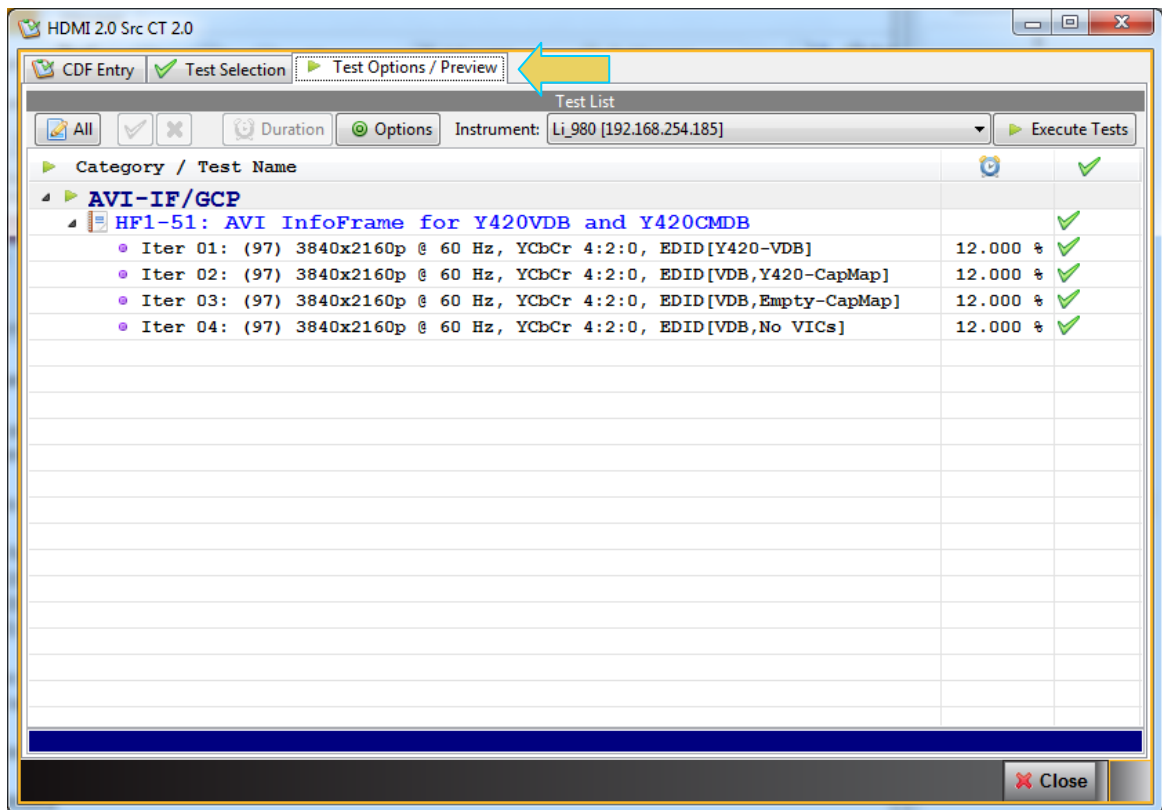 HDMI 2.0 Src CT 2.0
CDF Entry Test Selection Test Options / Preview
Test List
All Duration Options Instrument: Li_980 [192.168.254.185] Execute Tests
Category / Test Name
AVI-IF/GCP
HF1-51: AVI InfoFrame for Y420VDB and Y420CMDB
Iter 01: (97) 3840x2160p @ 60 Hz, YCbCr 4:2:0, EDID[Y420-VDB] 12.000 %
Iter 02: (97) 3840x2160p @ 60 Hz, YCbCr 4:2:0, EDID[VDB,Y420-CapMap] 12.000 %
Iter 03: (97) 3840x2160p @ 60 Hz, YCbCr 4:2:0, EDID[VDB,Empty-CapMap] 12.000 %
Iter 04: (97) 3840x2160p @ 60 Hz, YCbCr 4:2:0, EDID[VDB,No VICs] 12.000 %
Close